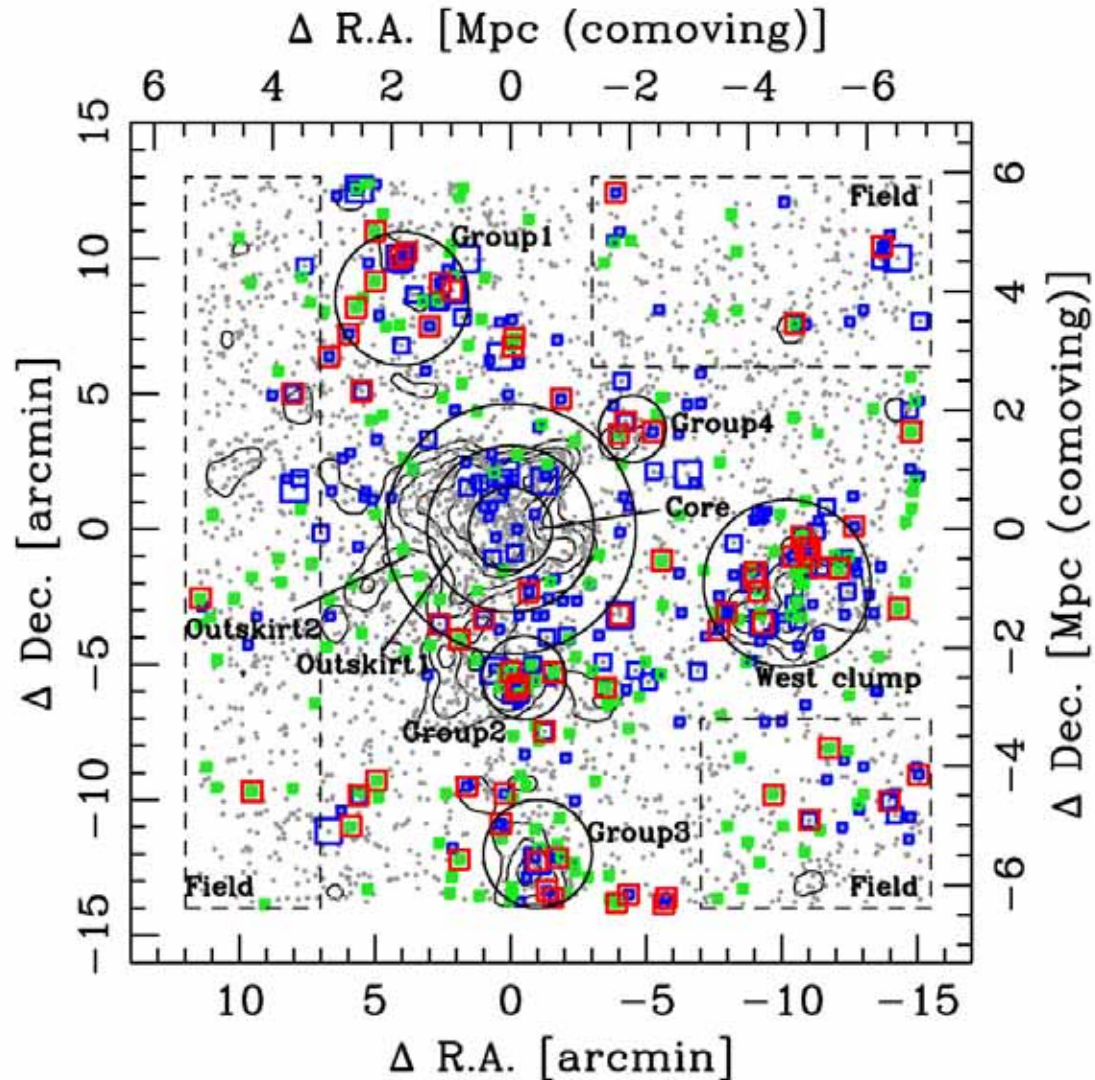 Δ R.A. [Mpc (comoving)]
6 4 2 0 −2 −4 −6
15
10
5
0
−5
−10
−15
Δ Dec. [arcmin]
6
4
2
0
−2
−4
−6
Δ Dec. [Mpc (comoving)]
Field
Group1
Group4
Core
Outskirt2
Outskirt1
West clump
Group2
Group3
Field
Field
10 5 0 −5 −10 −15
Δ R.A. [arcmin]